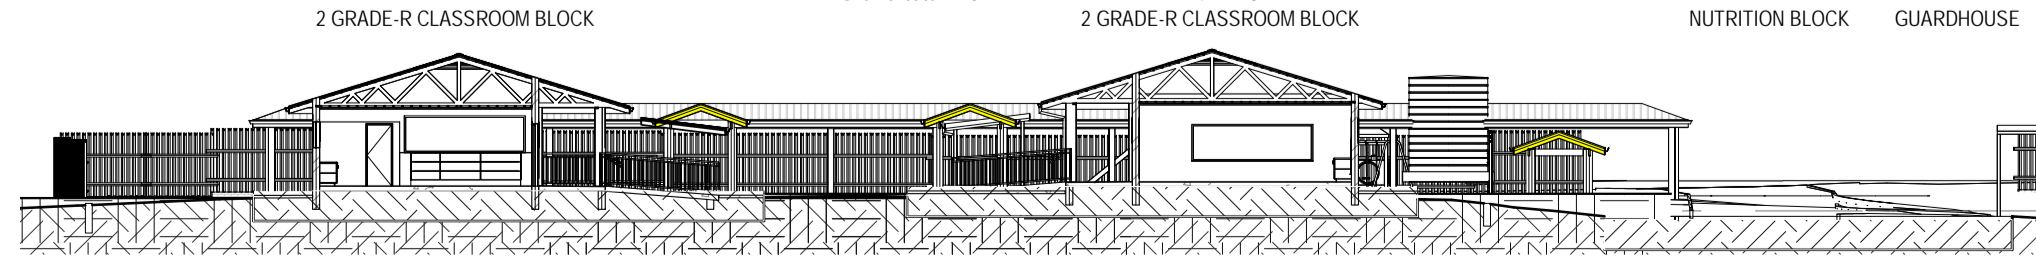 2 GRADE-R CLASSROOM BLOCK
2 GRADE-R CLASSROOM BLOCK
NUTRITION BLOCK
GUARDHOUSE